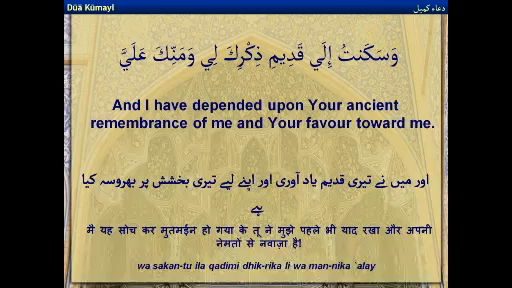 Dūā Kūmayl
دعاء كميل
وَسَكَنتُ إِلَي قَدِيمِ ذِكْرِكَ لِي وَمَنِّكَ عَلَيَّ
And I have depended upon Your ancient
remembrance of me and Your favour toward me.
اور میں نے تیری قدیم یاد آوری اور اپنے لیے تیری بخشش پر بھروسہ کیا
ہے
मै यह सोच कर मुतमईन हो गया के तू ने मुझे पहले भी याद रखा और अपनी
नेमतों से नवाज़ा है!
wa sakan-tu ila qadimi dhik-rika li wa man-nika `alay